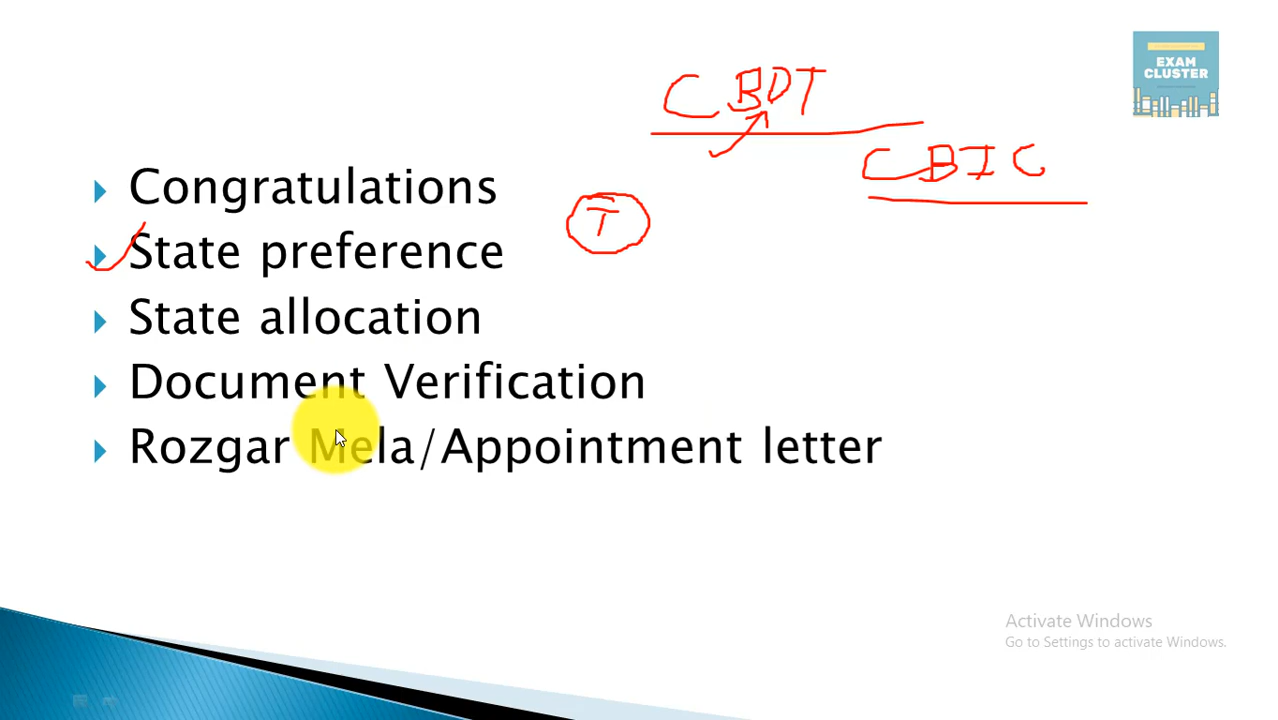 CBDT
EXAM
CLUSTER
CBIC
Congratulations
T
State preference
State allocation
Document Verification
Rozgar Mela/Appointment letter
Activate Windows
Go to Settings to activate Windows.